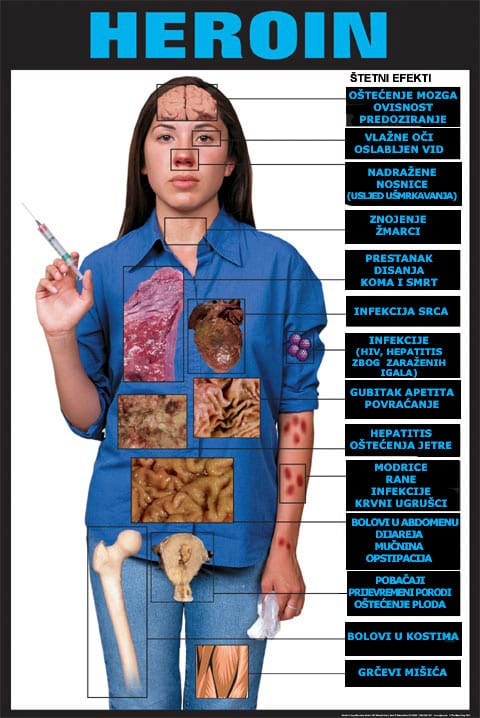 HEROIN
ŠTETNI EFEKTI
OŠTEĆENJE MOZGA
OVISNOST
PREDOZIRANJE
VLAŽNE OČI
OSLABLJEN VID
NADRAŽENE
NOSNICE
(USLJED UŠMRKAVANJA)
ZNOJENJE
ŽMARCI
PRESTANAK
DISANJA
KOMA I SMRT
INFEKCIJA SRCA
INFEKCIJE
(HIV, HEPATITIS
ZBOG ZARAŽENIH
IGALA)
GUBITAK APETITA
POVRAĆANJE
HEPATITIS
OŠTEĆENJA JETRE
MODRICE
RANE
INFEKCIJE
KRVNI UGRUŠCI
BOLOVI U ABDOMENU
DIJAREJA
MUČNINA
OPSTIPACIJA
POBAČAJI
PRIJEVREMENI PORODI
OŠTEĆENJE PLODA
BOLOVI U KOSTIMA
GRČEVI MIŠIĆA